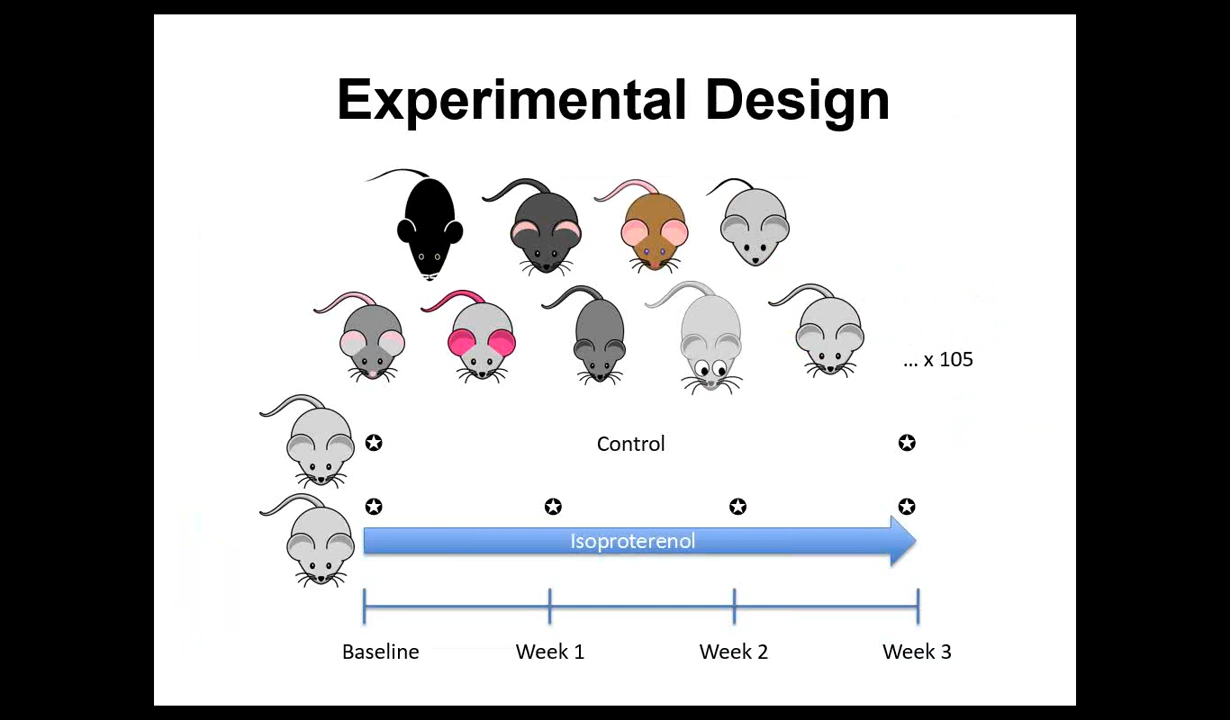 Experimental Design
... x 105
Control
Isoproterenol
Baseline
Week 1
Week 2
Week 3